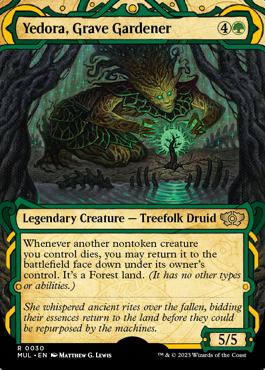 Yedora, Grave Gardener 4
Legendary Creature — Treefolk Druid
Whenever another nontoken creature
you control dies, you may return it to the
battlefield face down under its owner's
control. It's a Forest land. (It has no other types
or abilities.)
She whispered ancient rites over the fallen, bidding
their essences return to the land before they could
be repurposed by the machines.
5/5
R 0030
MUL • EN Matthew G. Lewis
™ & © 2023 Wizards of the Coast